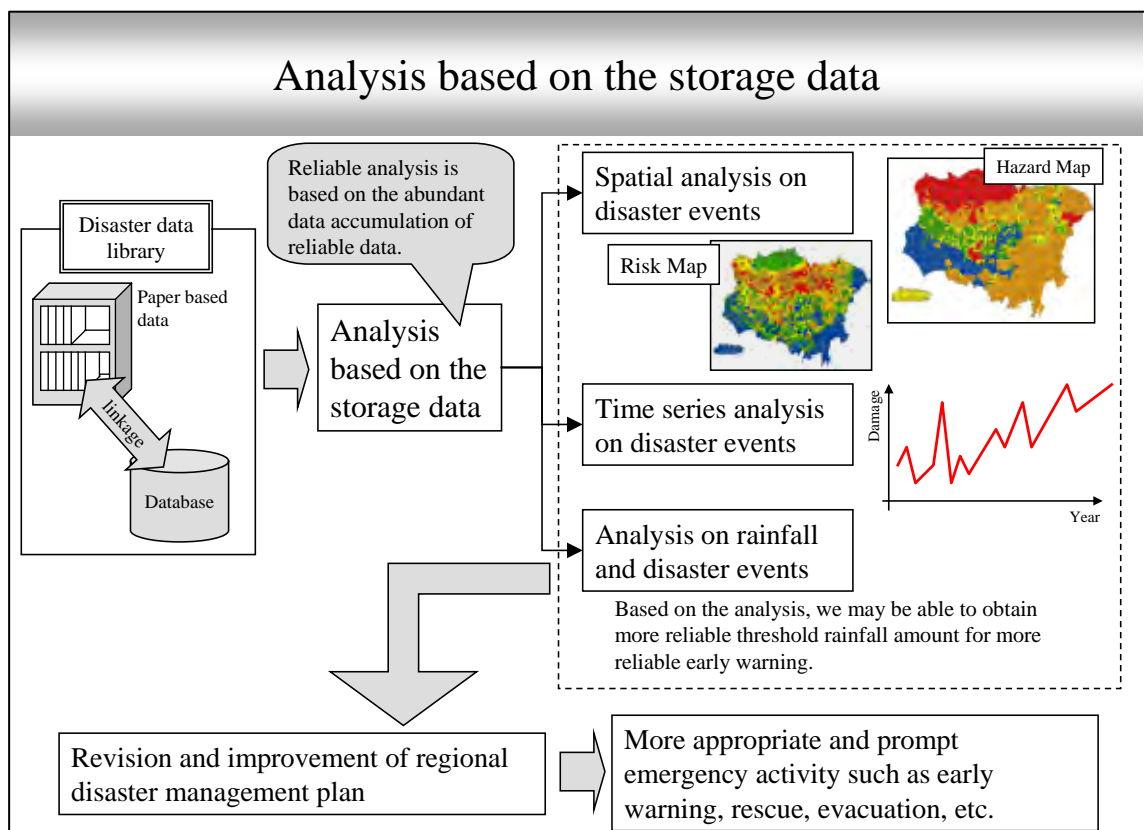 Analysis based on the storage data
Reliable analysis is
based on the abundant
data accumulation of
reliable data.
Disaster data
library
Paper based
data
linkage
Database
Analysis
based on the
storage data
Spatial analysis on
disaster events
Hazard Map
Risk Map
Time series analysis
on disaster events
Damage
Year
Analysis on rainfall
and disaster events
Based on the analysis, we may be able to obtain
more reliable threshold rainfall amount for more
reliable early warning.
Revision and improvement of regional
disaster management plan
More appropriate and prompt
emergency activity such as early
warning, rescue, evacuation, etc.